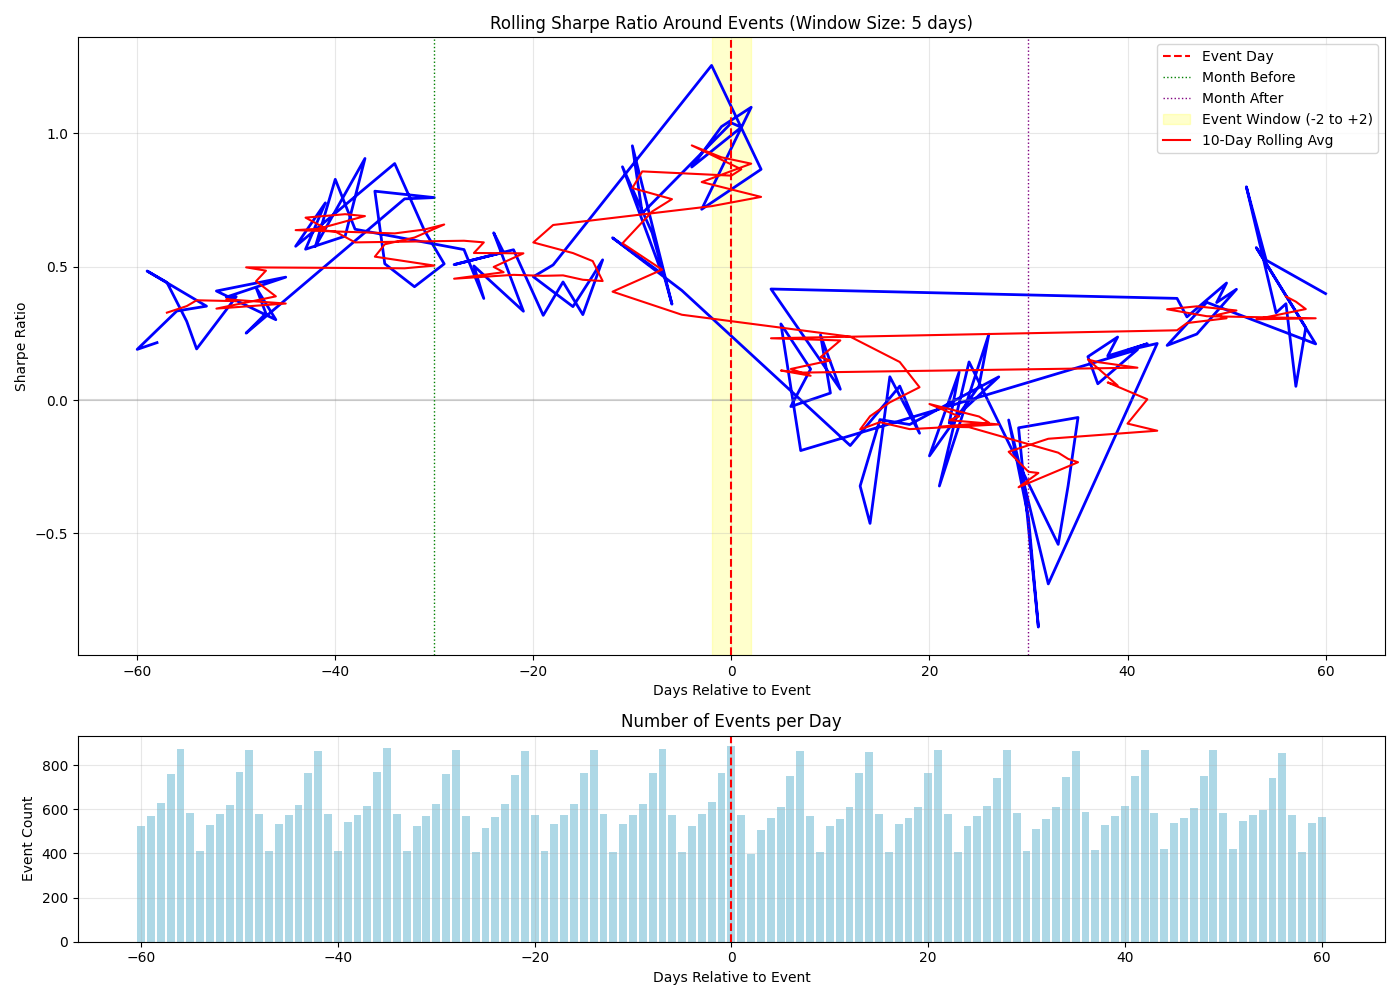 Rolling Sharpe Ratio Around Events (Window Size: 5 days)
Event Day
Month Before
Month After
Event Window (-2 to +2)
10-Day Rolling Avg
Sharpe Ratio
1.0
0.5
0.0
−0.5
−60 −40 −20 0 20 40 60
Days Relative to Event
Number of Events per Day
Event Count
800
600
400
200
0
−60 −40 −20 0 20 40 60
Days Relative to Event